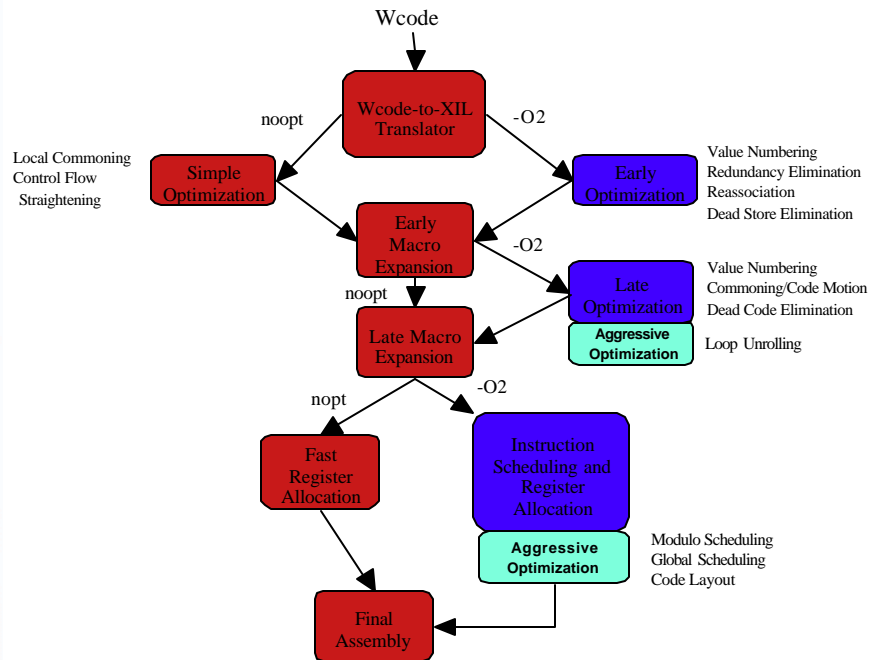 Wcode
Wcode-to-XIL
Translator
noopt
-O2
Local Commoning
Control Flow
Straightening
Simple
Optimization
Early
Optimization
Value Numbering
Redundancy Elimination
Reassociation
Dead Store Elimination
Early
Macro
Expansion
-O2
noopt
Late
Optimization
Value Numbering
Commoning/Code Motion
Dead Code Elimination
Aggressive
Optimization
Loop Unrolling
Late Macro
Expansion
nopt
-O2
Fast
Register
Allocation
Instruction
Scheduling and
Register
Allocation
Aggressive
Optimization
Modulo Scheduling
Global Scheduling
Code Layout
Final
Assembly